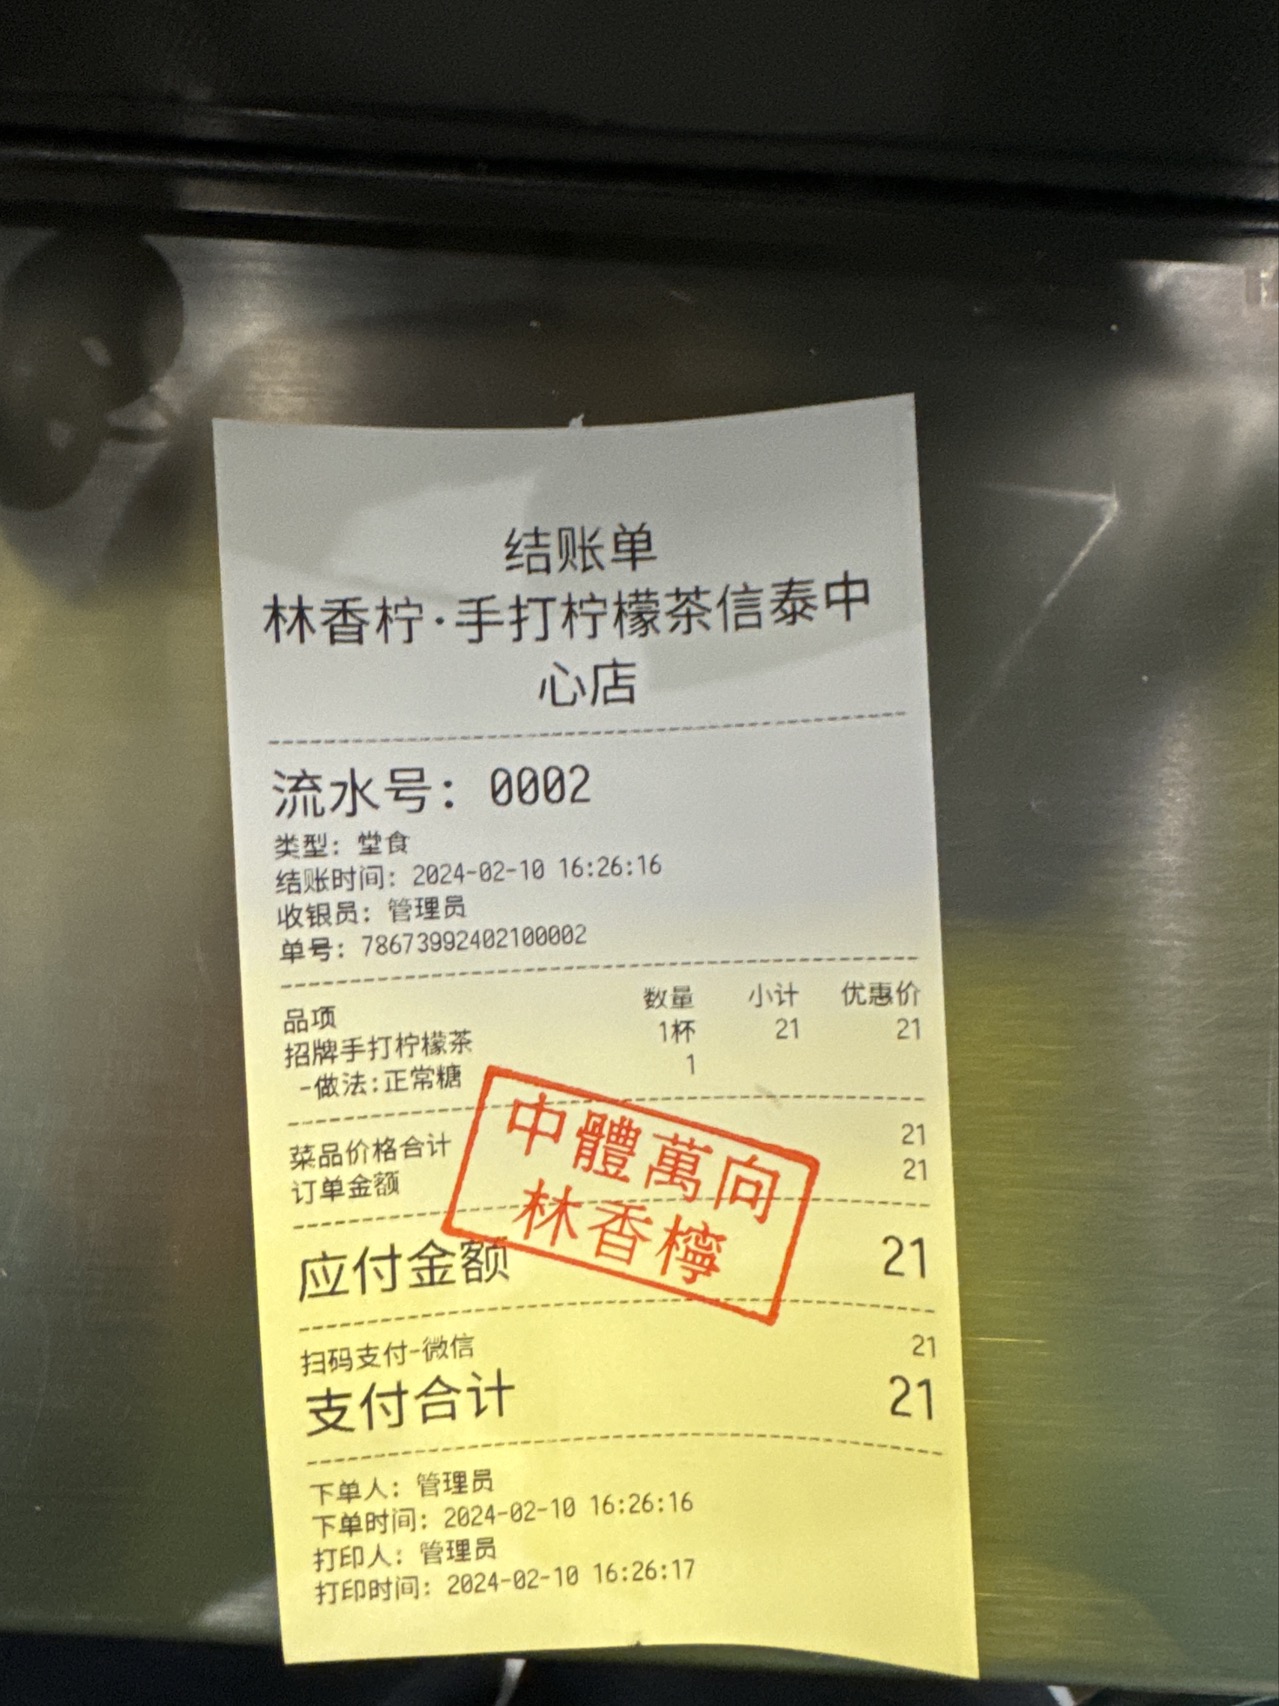 结账单
林香柠·手打柠檬茶信泰中
心店
流水号：0002
类型：堂食
结账时间：2024-02-10 16:26:16
收银员：管理员
单号：78673992402100002
品项 数量 小计 优惠价
招牌手打柠檬茶 1杯 21 21
-做法:正常糖 1
菜品价格合计 21
订单金额 21
中體萬向
林香檸
应付金额 21
扫码支付-微信 21
支付合计 21
下单人：管理员
下单时间：2024-02-10 16:26:16
打印人：管理员
打印时间：2024-02-10 16:26:17